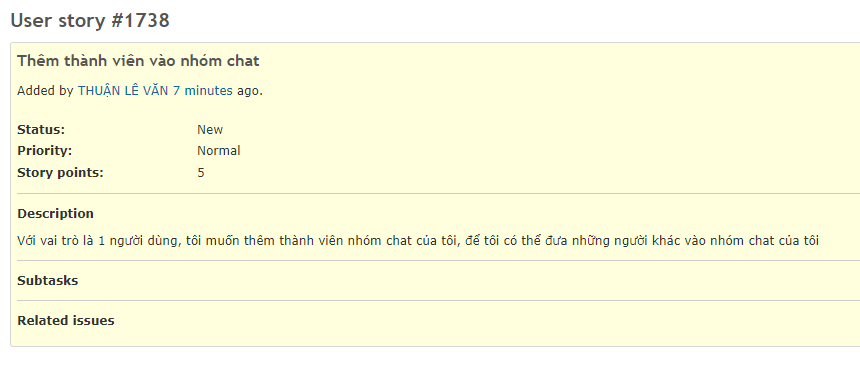 User story #1738
Thêm thành viên vào nhóm chat
Added by THUẬN LÊ VĂN 7 minutes ago.
Status: New
Priority: Normal
Story points: 5
Description
Với vai trò là 1 người dùng, tôi muốn thêm thành viên nhóm chat của tôi, để tôi có thể đưa những người khác vào nhóm chat của tôi
Subtasks
Related issues